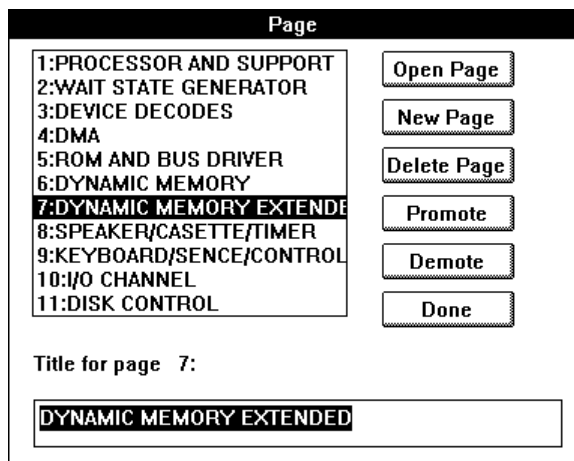 Page
1:PROCESSOR AND SUPPORT
2:WAIT STATE GENERATOR
3:DEVICE DECODES
4:DMA
5:ROM AND BUS DRIVER
6:DYNAMIC MEMORY
7:DYNAMIC MEMORY EXTENDE
8:SPEAKER/CASETTE/TIMER
9:KEYBOARD/SENCE/CONTROL
10:I/O CHANNEL
11:DISK CONTROL
Open Page
New Page
Delete Page
Promote
Demote
Done
Title for page 7:
DYNAMIC MEMORY EXTENDED